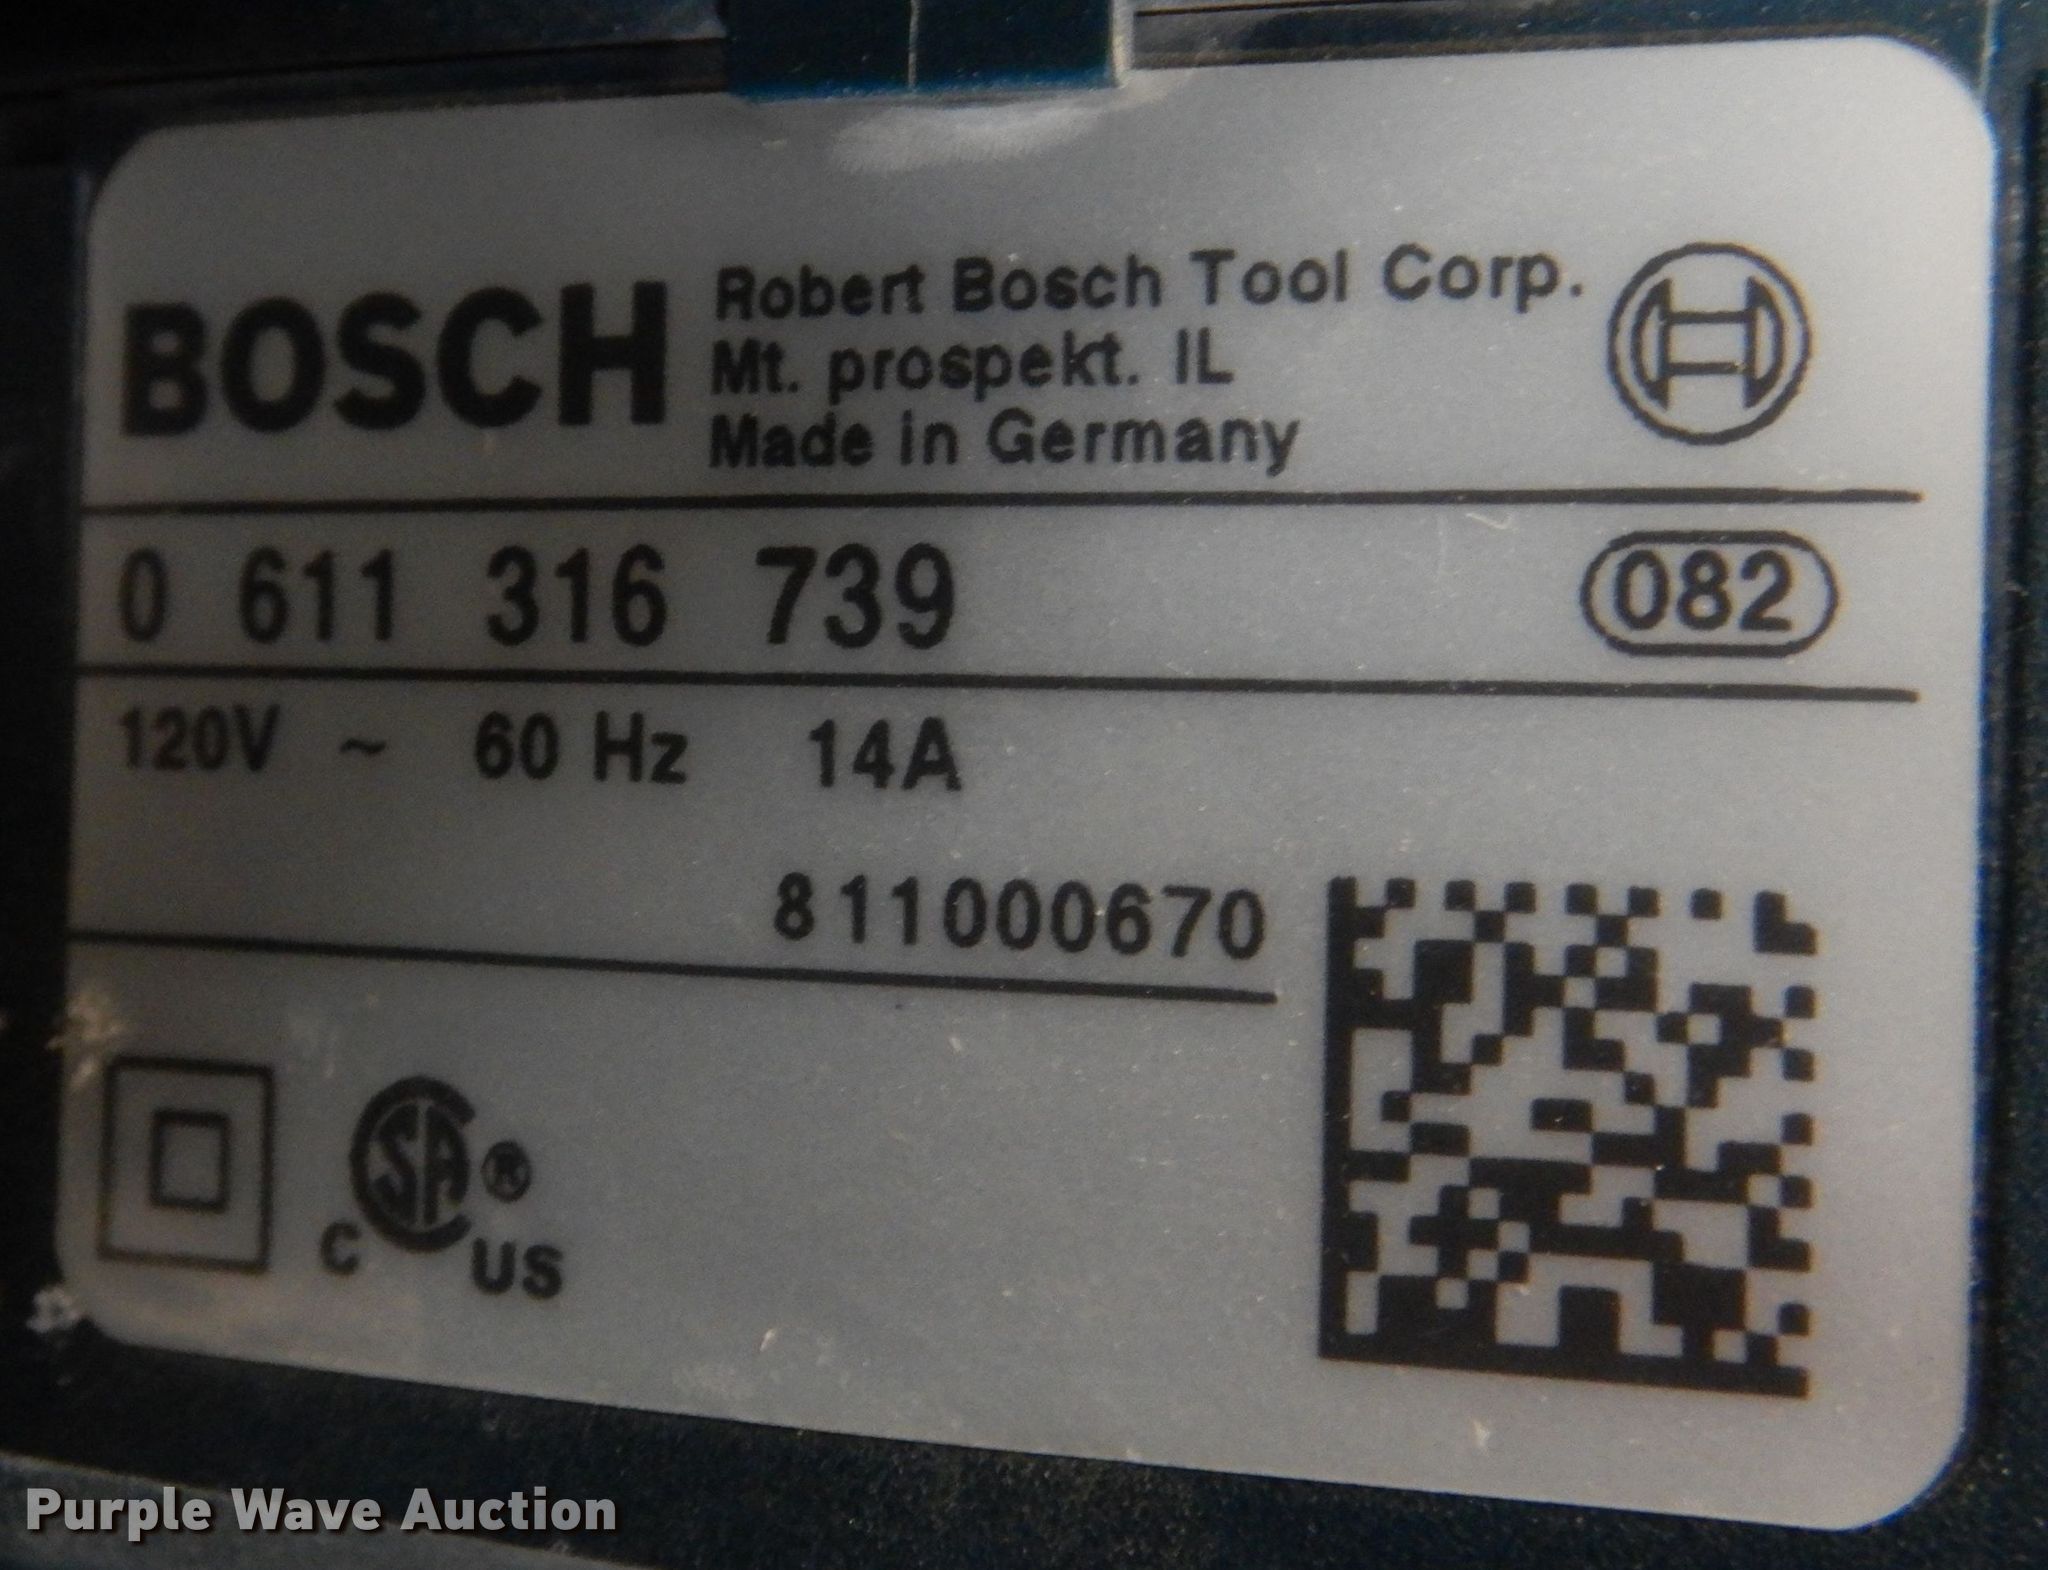 BOSCH
Robert Bosch Tool Corp.
Mt. prospekt. IL
Made in Germany
0 611 316 739
082
120V ~ 60 Hz 14A
811000670
SA ®
C US
Purple Wave Auction